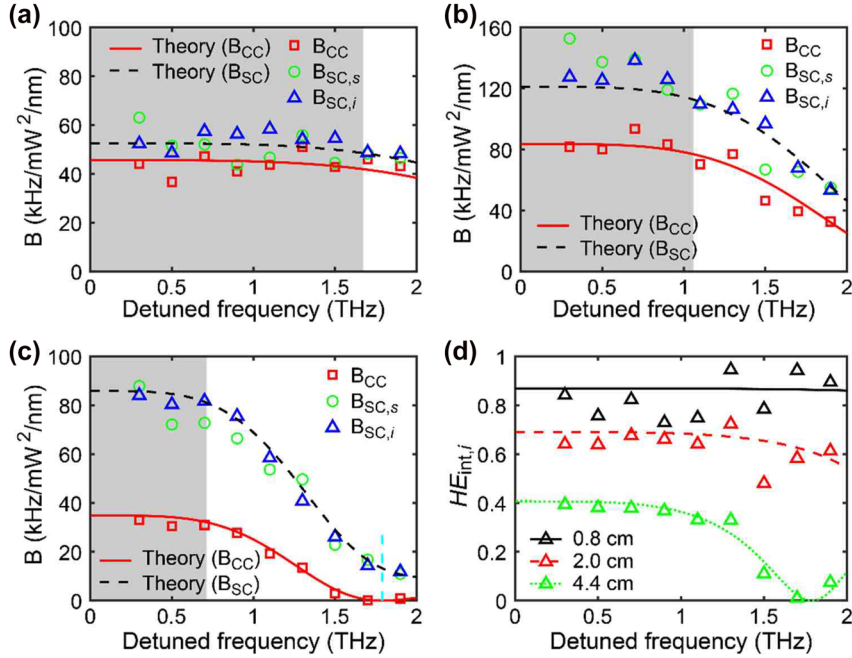 (a)
100
80
60
40
20
0
B (kHz/mW²/nm)
Theory (B_CC)
Theory (B_SC)
B_CC
B_SC,s
B_SC,i
0 0.5 1 1.5 2
Detuned frequency (THz)
(b)
160
120
80
40
0
B (kHz/mW²/nm)
B_CC
B_SC,s
B_SC,i
Theory (B_CC)
Theory (B_SC)
0 0.5 1 1.5 2
Detuned frequency (THz)
(c)
100
80
60
40
20
0
B (kHz/mW²/nm)
B_CC
B_SC,s
B_SC,i
Theory (B_CC)
Theory (B_SC)
0 0.5 1 1.5 2
Detuned frequency (THz)
(d)
1
0.8
0.6
0.4
0.2
0
HE_int,i
0.8 cm
2.0 cm
4.4 cm
0 0.5 1 1.5 2
Detuned frequency (THz)